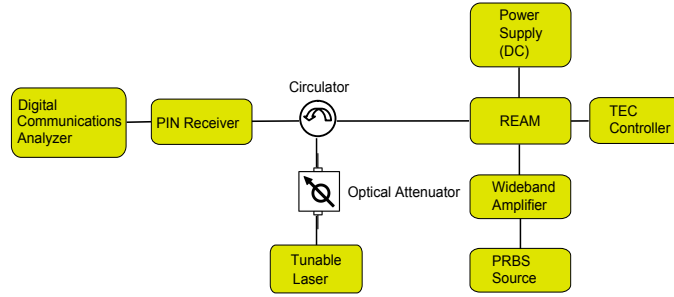 Power
Supply
(DC)
Circulator
Digital
Communications
Analyzer
PIN Receiver
REAM
TEC
Controller
Optical Attenuator
Wideband
Amplifier
Tunable
Laser
PRBS
Source